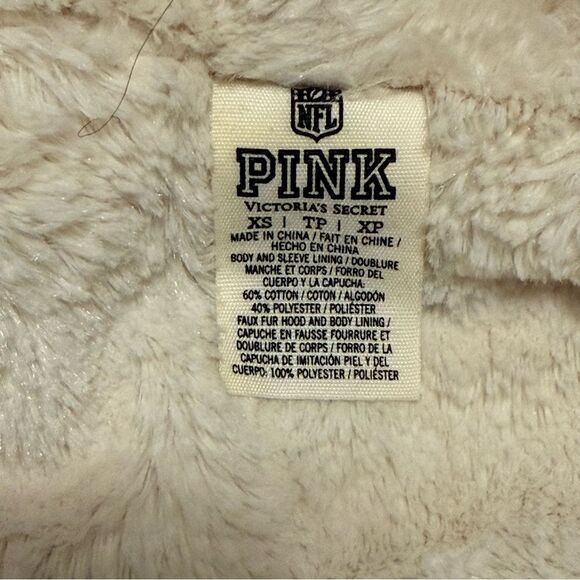 NFL
PINK
VICTORIA'S SECRET
XS | TP | XP
MADE IN CHINA / FAIT EN CHINE /
HECHO EN CHINA
BODY AND SLEEVE LINING / DOUBLURE
MANCHE ET CORPS / FORRO DEL
CUERPO Y LA CAPUCHA:
60% COTTON / COTON / ALGODÓN
40% POLYESTER / POLIÉSTER
FAUX FUR HOOD AND BODY LINING /
CAPUCHE EN FAUSSE FOURRURE ET
DOUBLURE DE CORPS / FORRO DE LA
CAPUCHA DE IMITACIÓN PIEL Y DEL
CUERPO: 100% POLYESTER / POLIÉSTER